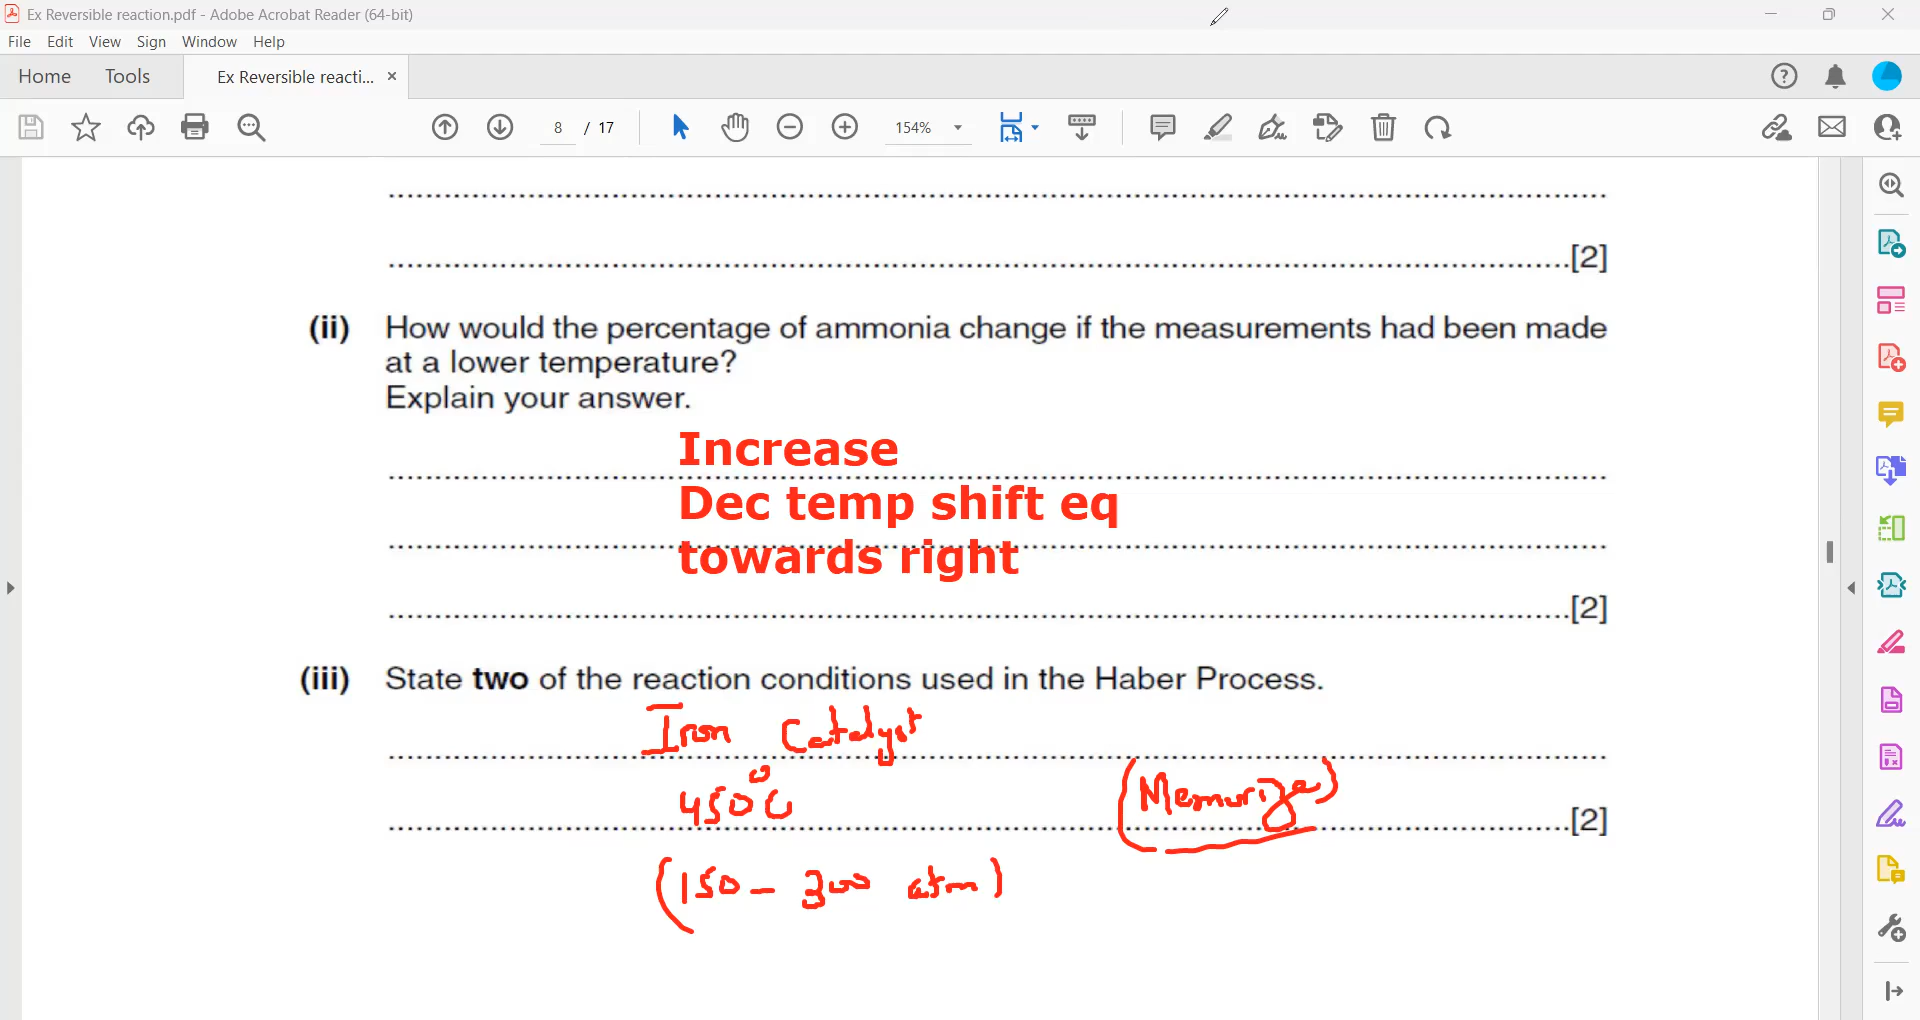 Ex Reversible reaction.pdf - Adobe Acrobat Reader (64-bit)
File Edit View Sign Window Help
Home Tools Ex Reversible reacti... ×
8 / 17 154%
[2]
(ii) How would the percentage of ammonia change if the measurements had been made
at a lower temperature?
Explain your answer.
Increase
Dec temp shift eq
towards right
[2]
(iii) State two of the reaction conditions used in the Haber Process.
Iron Catalyst
450°C
(Memorize)
[2]
(150 - 300 atm)